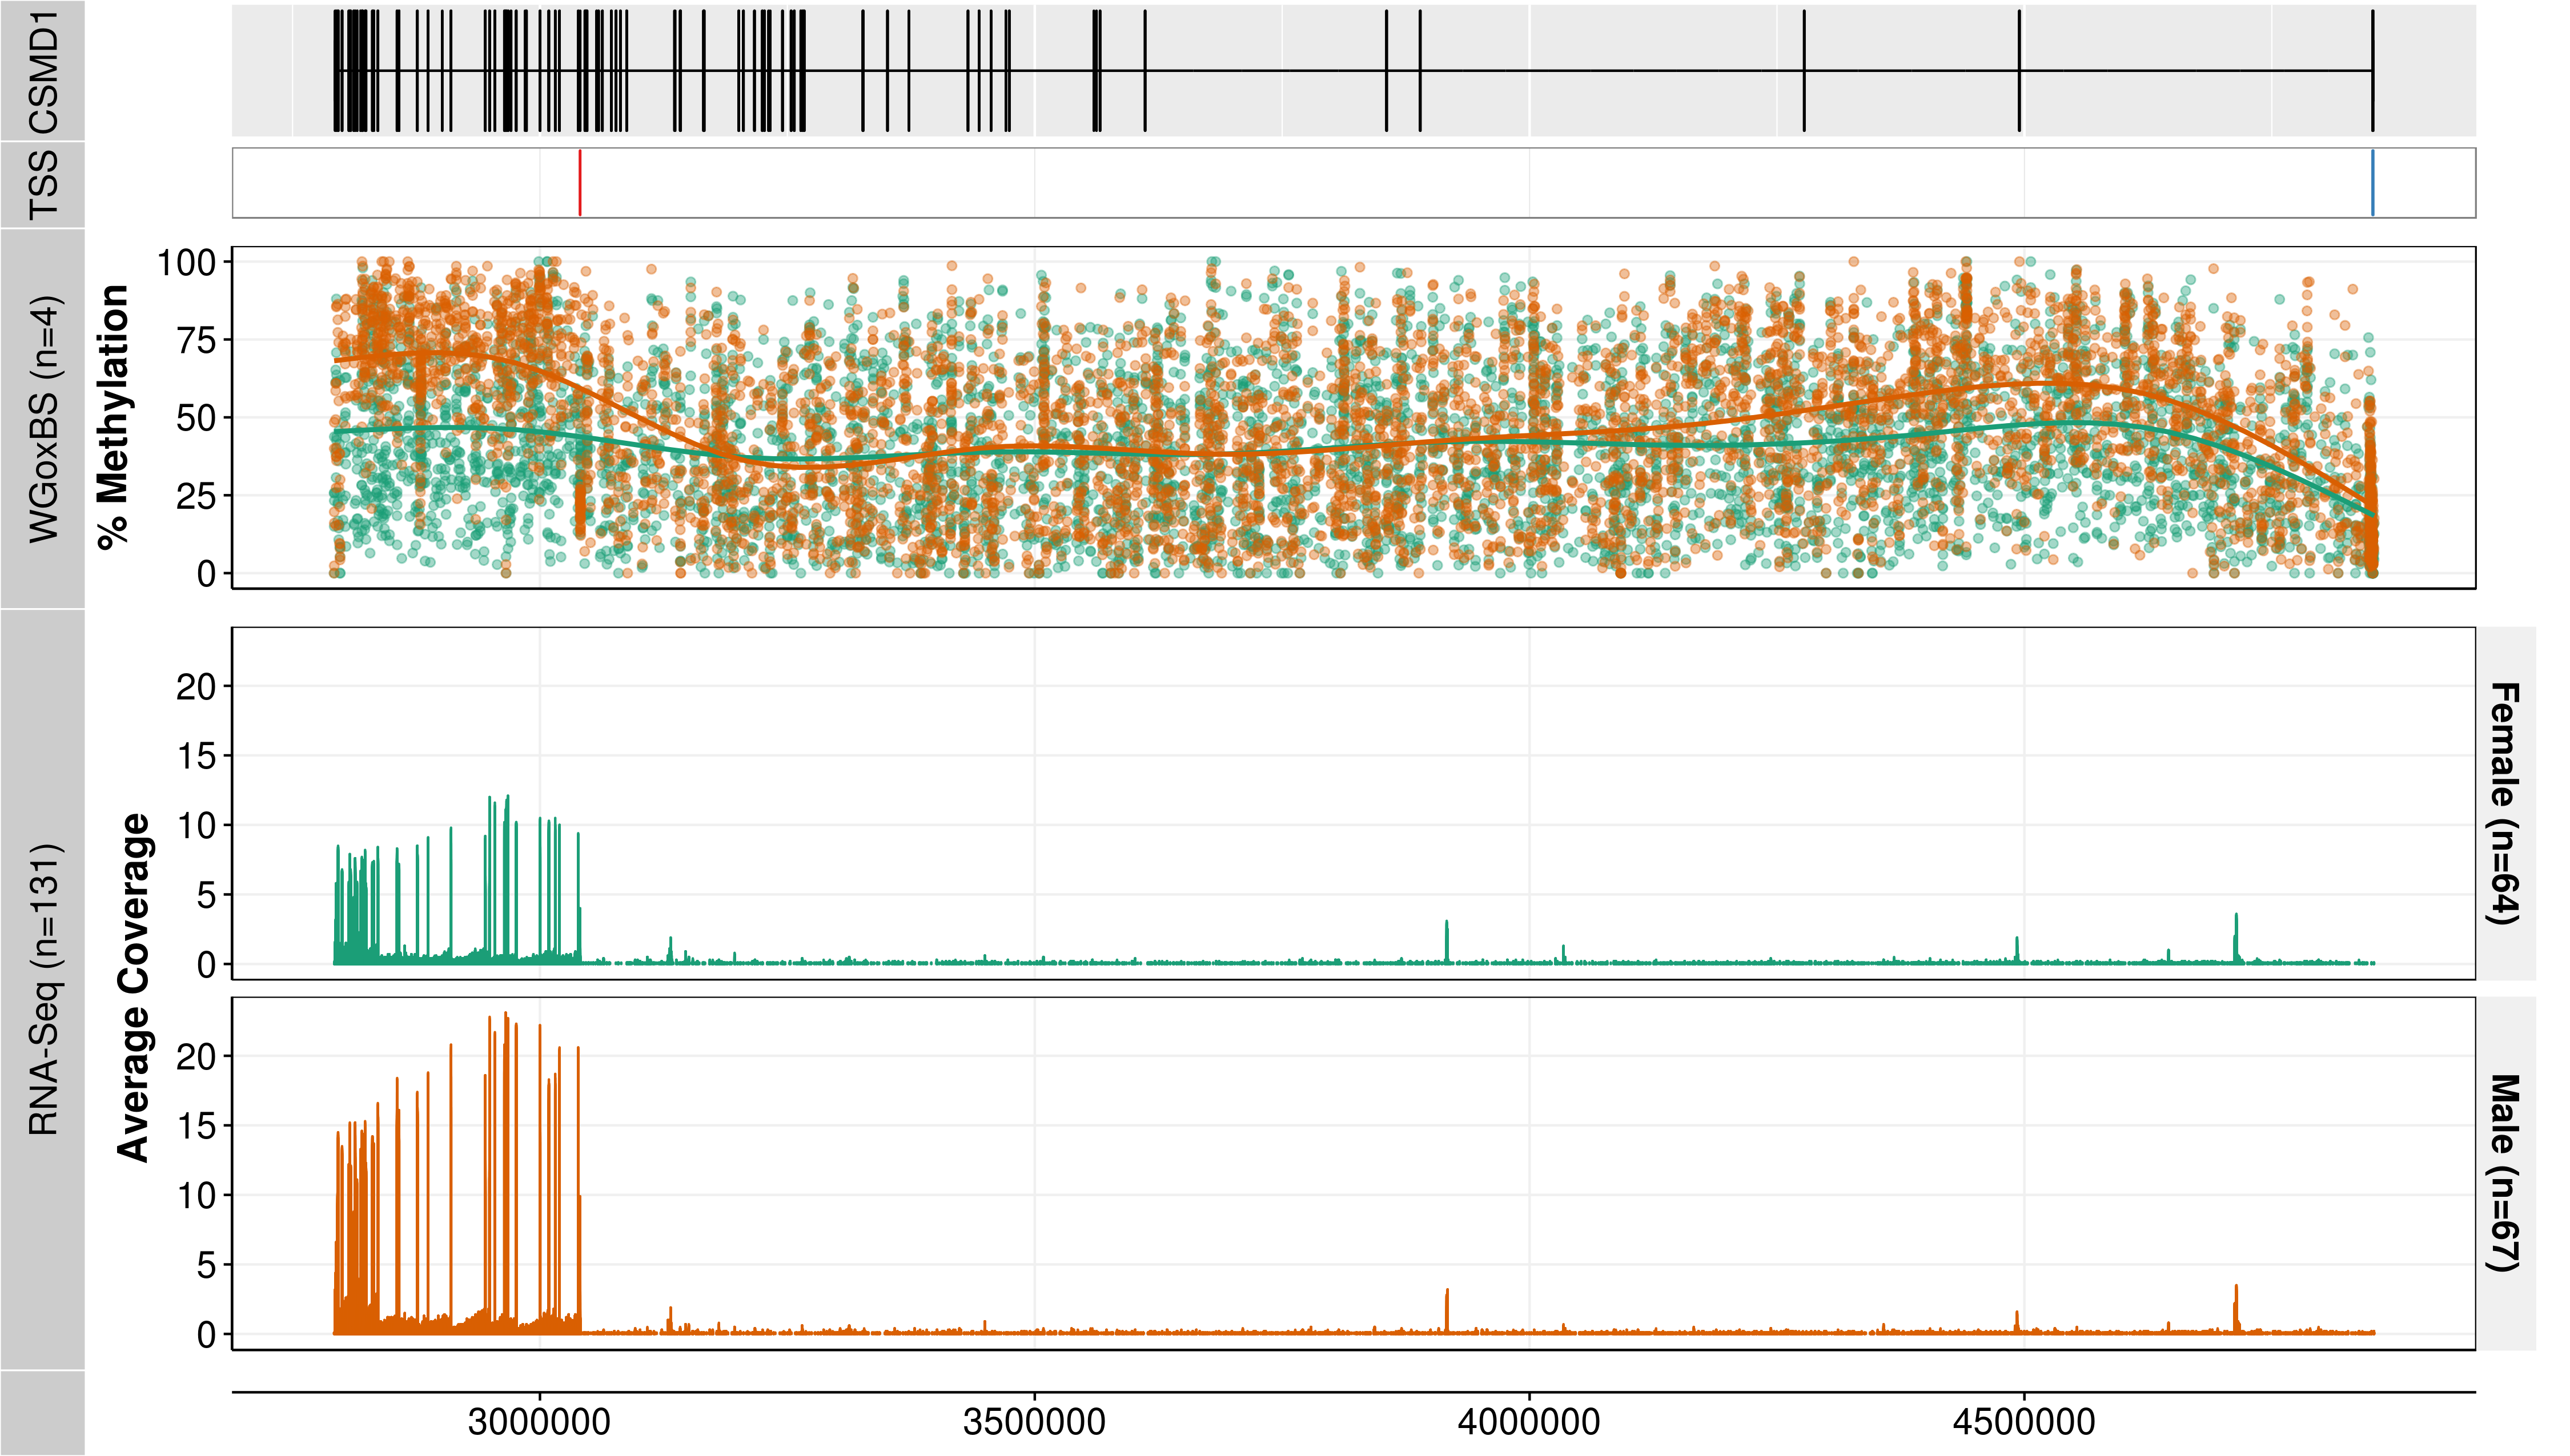 CSMD1
TSS
WGoxBS (n=4)
% Methylation
100
75
50
25
0
RNA-Seq (n=131)
Average Coverage
20
15
10
5
0
Female (n=64)
20
15
10
5
0
Male (n=67)
3000000 3500000 4000000 4500000